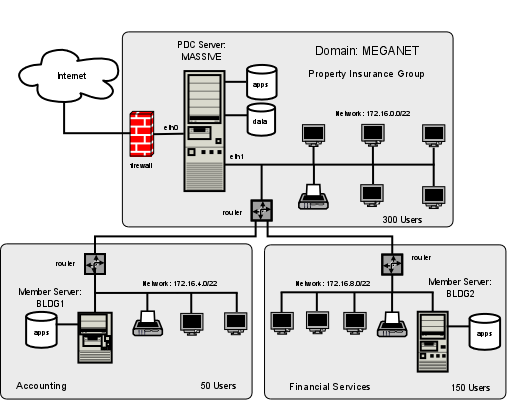 PDC Server:
MASSIVE
Domain: MEGANET
Property Insurance Group
Internet
apps
data
Network : 172.16.0.0/22
eth0
eth1
firewall
router
300 Users
router
Network : 172.16.4.0/22
Member Server:
BLDG1
apps
Accounting
50 Users
router
Network : 172.16.8.0/22
Member Server:
BLDG2
apps
Financial Services
150 Users